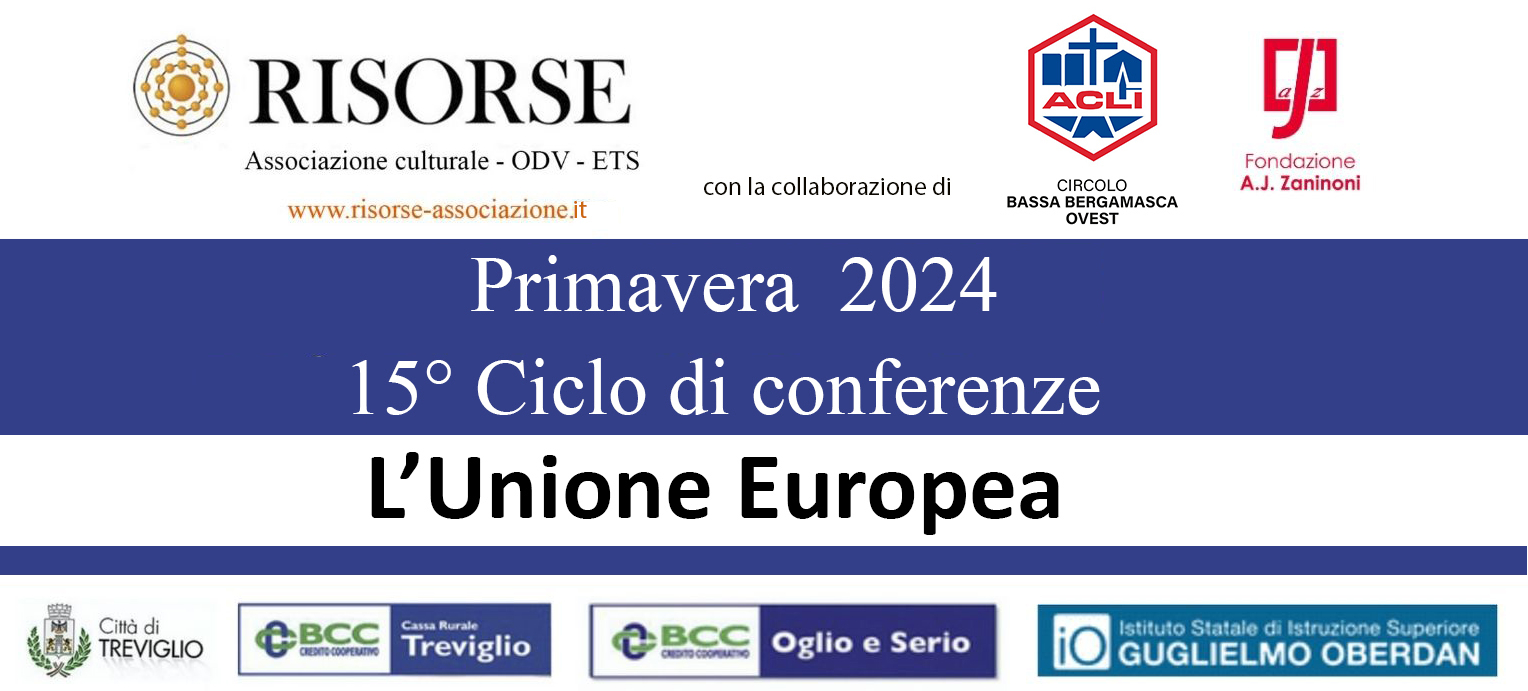 RISORSE
Associazione culturale - ODV - ETS
www.risorse-associazione.it
con la collaborazione di
ACLI
CIRCOLO
BASSA BERGAMASCA
OVEST
a z
Fondazione
A.J. Zaninoni
Primavera 2024
15° Ciclo di conferenze
L’Unione Europea
Città di
TREVIGLIO
BCC
CREDITO COOPERATIVO
Cassa Rurale
Treviglio
BCC
CREDITO COOPERATIVO
Oglio e Serio
iO
Istituto Statale di Istruzione Superiore
GUGLIELMO OBERDAN